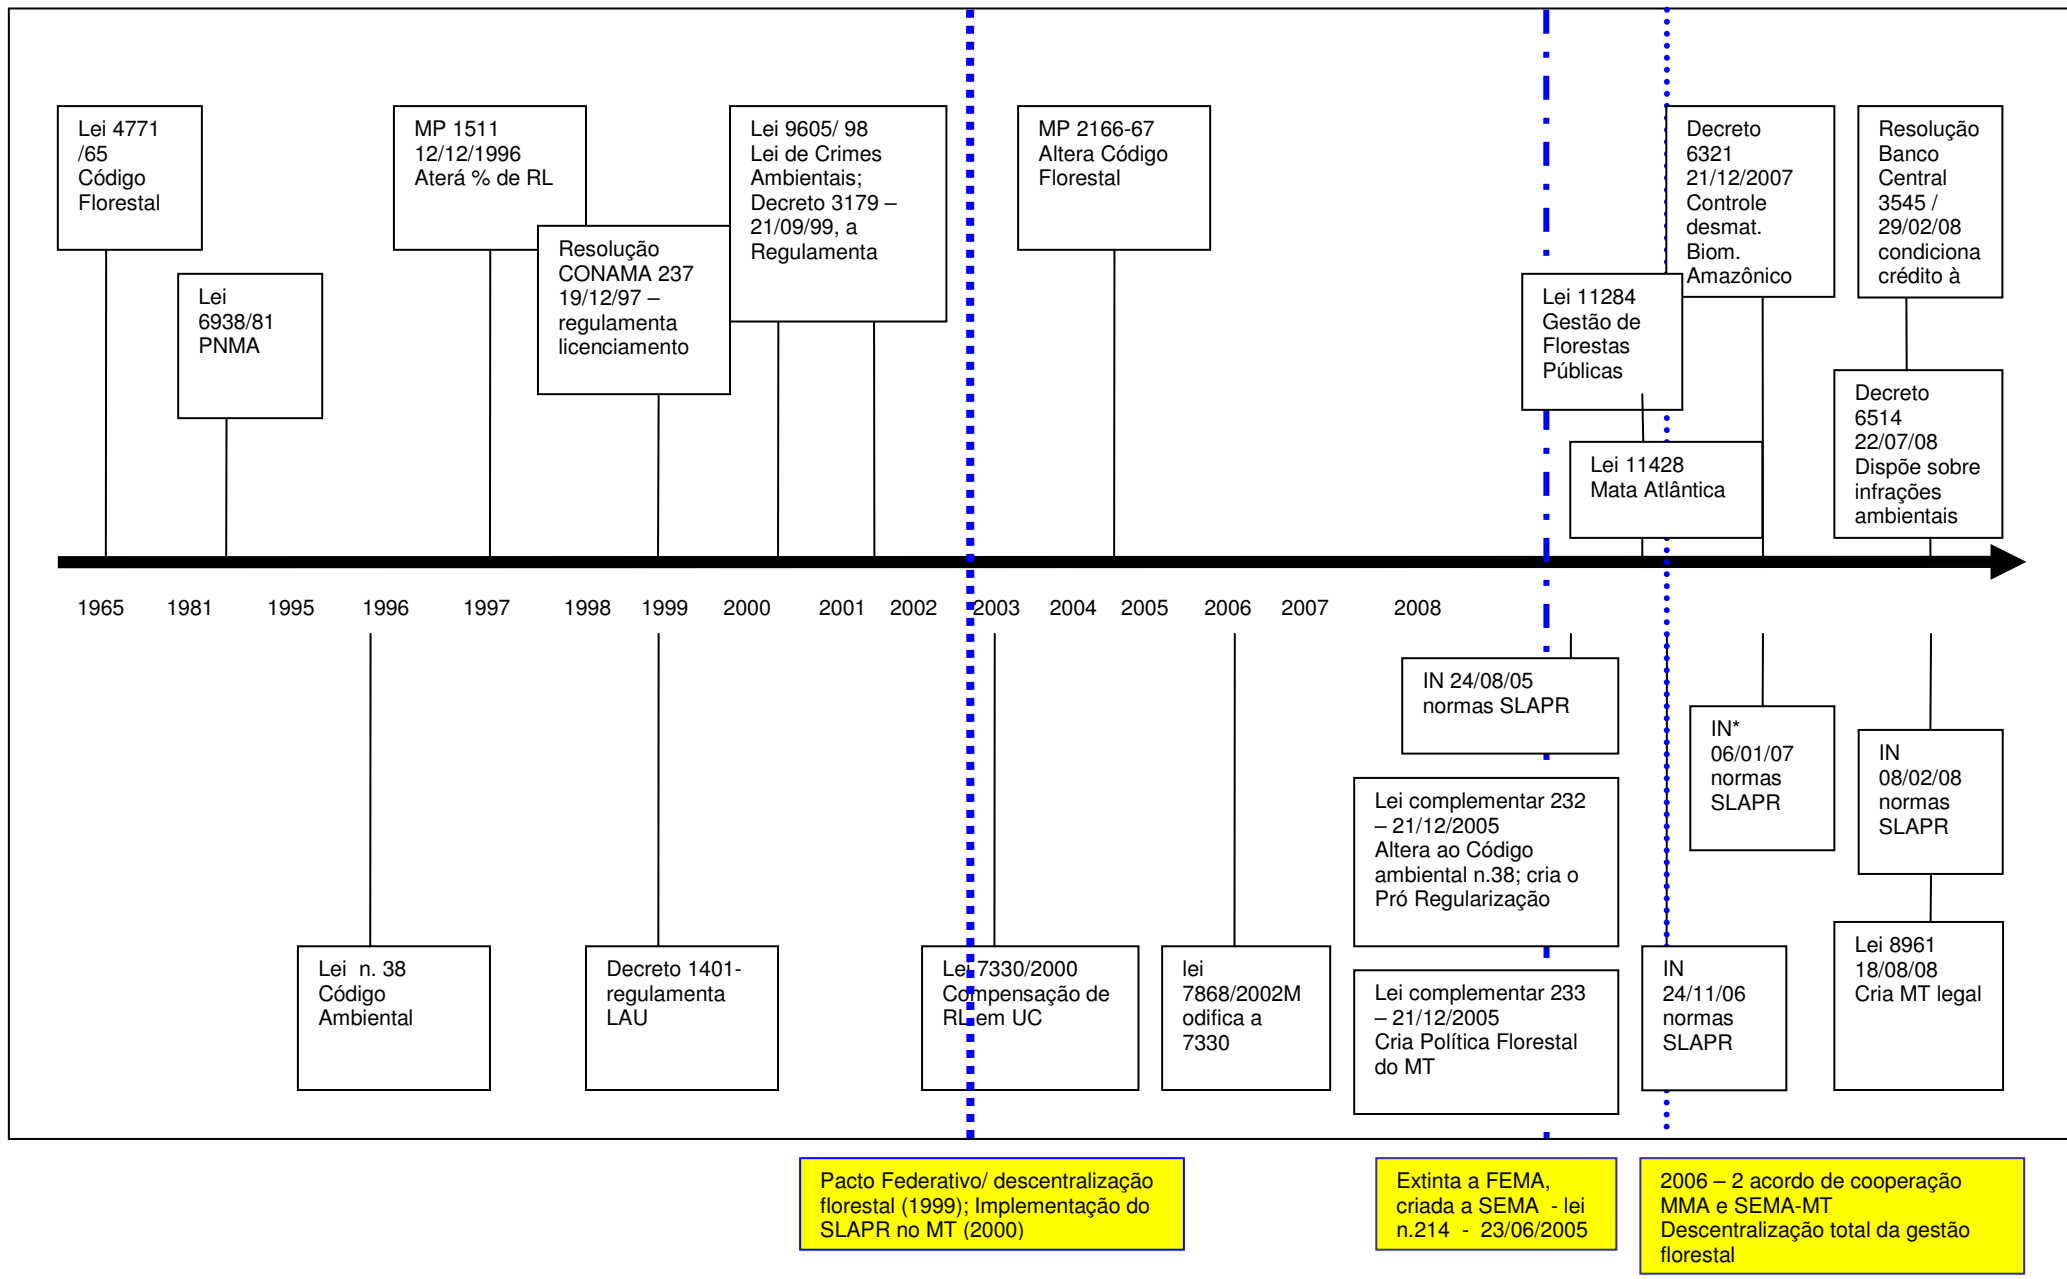 Lei 4771
/65
Código
Florestal
Lei
6938/81
PNMA
MP 1511
12/12/1996
Aterá % de RL
Resolução
CONAMA 237
19/12/97 –
regulamenta
licenciamento
Lei 9605/ 98
Lei de Crimes
Ambientais;
Decreto 3179 –
21/09/99, a
Regulamenta
MP 2166-67
Altera Código
Florestal
Lei 11284
Gestão de
Florestas
Públicas
Lei 11428
Mata Atlântica
Decreto
6321
21/12/2007
Controle
desmat.
Biom.
Amazônico
Resolução
Banco
Central
3545 /
29/02/08
condiciona
crédito à
Decreto
6514
22/07/08
Dispõe sobre
infrações
ambientais
1965 1981 1995 1996 1997 1998 1999 2000 2001 2002 2003 2004 2005 2006 2007 2008
Lei n. 38
Código
Ambiental
Decreto 1401-
regulamenta
LAU
Lei 7330/2000
Compensação de
RL em UC
lei
7868/2002M
odifica a
7330
IN 24/08/05
normas SLAPR
Lei complementar 232
– 21/12/2005
Altera ao Código
ambiental n.38; cria o
Pró Regularização
Lei complementar 233
– 21/12/2005
Cria Política Florestal
do MT
IN
24/11/06
normas
SLAPR
IN*
06/01/07
normas
SLAPR
IN
08/02/08
normas
SLAPR
Lei 8961
18/08/08
Cria MT legal
Pacto Federativo/ descentralização
florestal (1999); Implementação do
SLAPR no MT (2000)
Extinta a FEMA,
criada a SEMA - lei
n.214 - 23/06/2005
2006 – 2 acordo de cooperação
MMA e SEMA-MT
Descentralização total da gestão
florestal